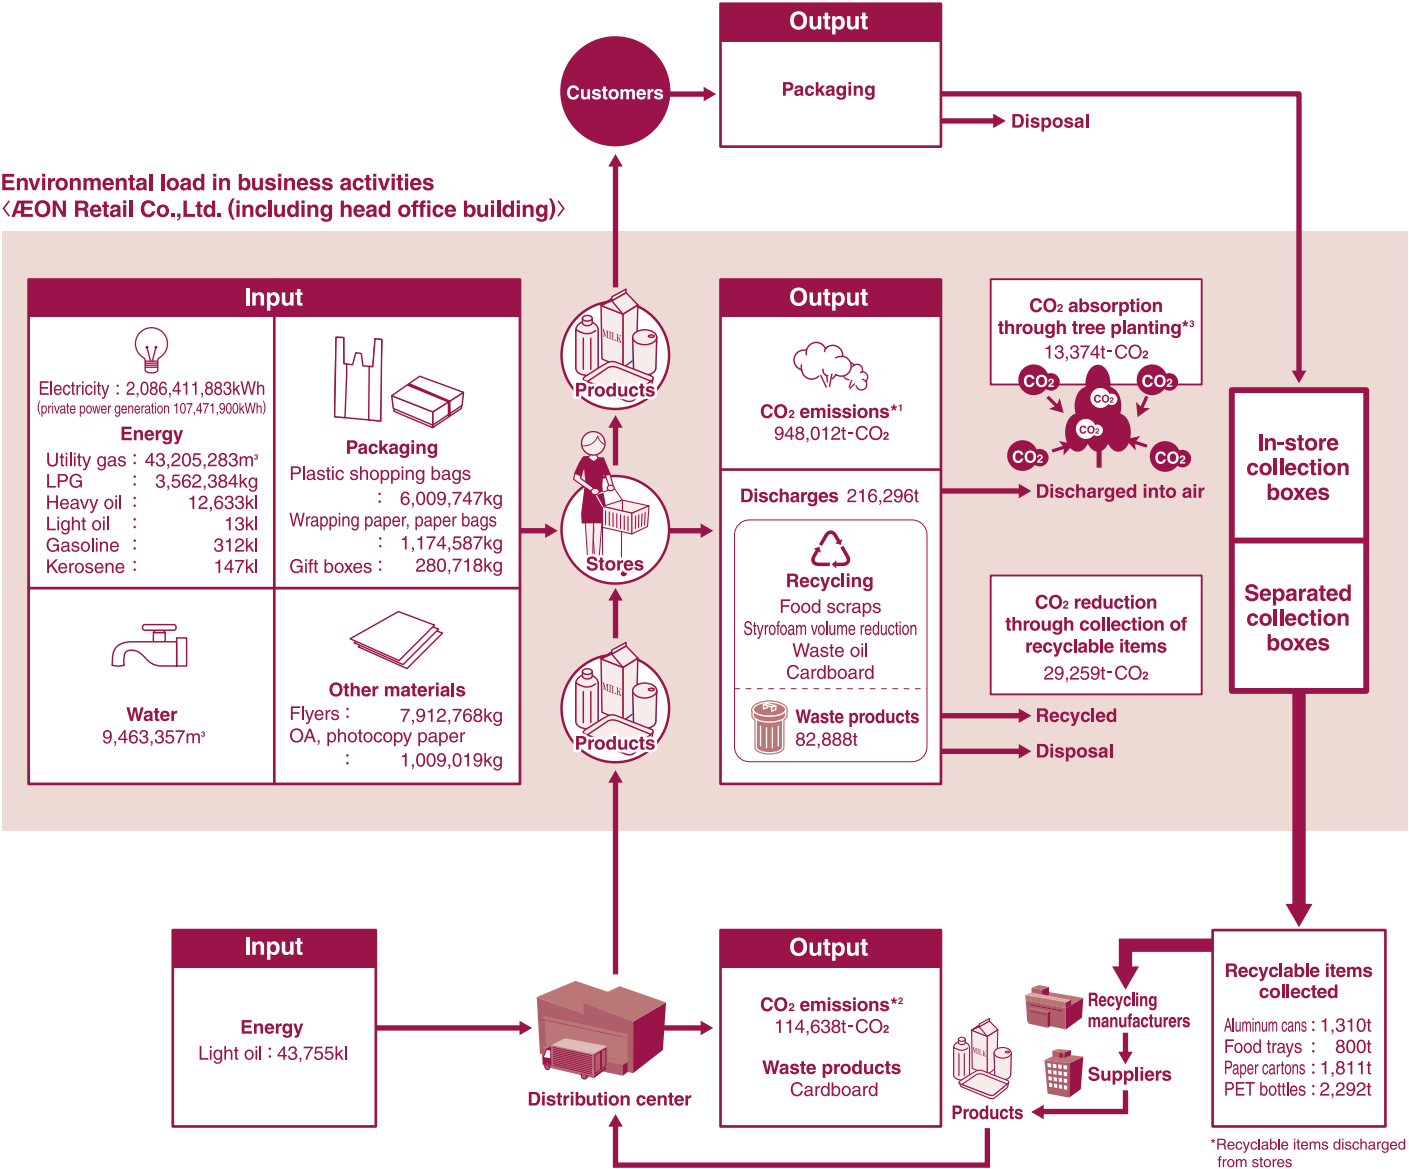 Output
Packaging
Customers
Disposal
Environmental load in business activities
〈ÆON Retail Co.,Ltd. (including head office building)〉
Input
Electricity : 2,086,411,883kWh
(private power generation 107,471,900kWh)
Energy
Utility gas : 43,205,283m³
LPG : 3,562,384kg
Heavy oil : 12,633kl
Light oil : 13kl
Gasoline : 312kl
Kerosene : 147kl
Packaging
Plastic shopping bags
: 6,009,747kg
Wrapping paper, paper bags
: 1,174,587kg
Gift boxes : 280,718kg
Water
9,463,357m³
Other materials
Flyers : 7,912,768kg
OA, photocopy paper
: 1,009,019kg
MILK
Products
Stores
MILK
Products
Output
CO₂ emissions*¹
948,012t-CO₂
Discharges 216,296t
Recycling
Food scraps
Styrofoam volume reduction
Waste oil
Cardboard
Waste products
82,888t
CO₂ absorption
through tree planting*³
13,374t-CO₂
CO₂
CO₂
CO₂
CO₂
CO₂
CO₂
Discharged into air
CO₂ reduction
through collection of
recyclable items
29,259t-CO₂
Recycled
Disposal
In-store
collection
boxes
Separated
collection
boxes
Input
Energy
Light oil : 43,755kl
Distribution center
Output
CO₂ emissions*²
114,638t-CO₂
Waste products
Cardboard
MILK
Products
Recycling
manufacturers
Suppliers
Recyclable items
collected
Aluminum cans : 1,310t
Food trays : 800t
Paper cartons : 1,811t
PET bottles : 2,292t
*Recyclable items discharged
from stores